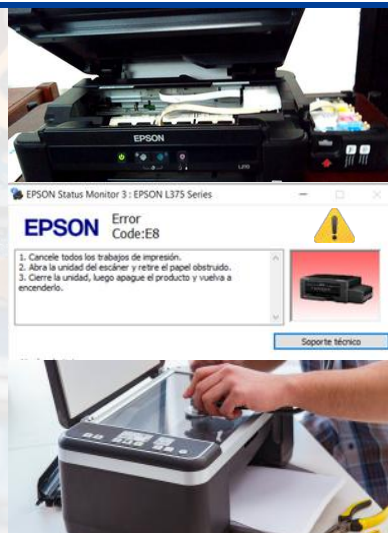 EPSON
EPSON Status Monitor 3 : EPSON L375 Series
EPSON
Error
Code:E8
1. Cancele todos los trabajos de impresión.
2. Abra la unidad del escáner y retire el papel obstruido.
3. Cierre la unidad, luego apague el producto y vuelva a
encenderlo.
Soporte técnico